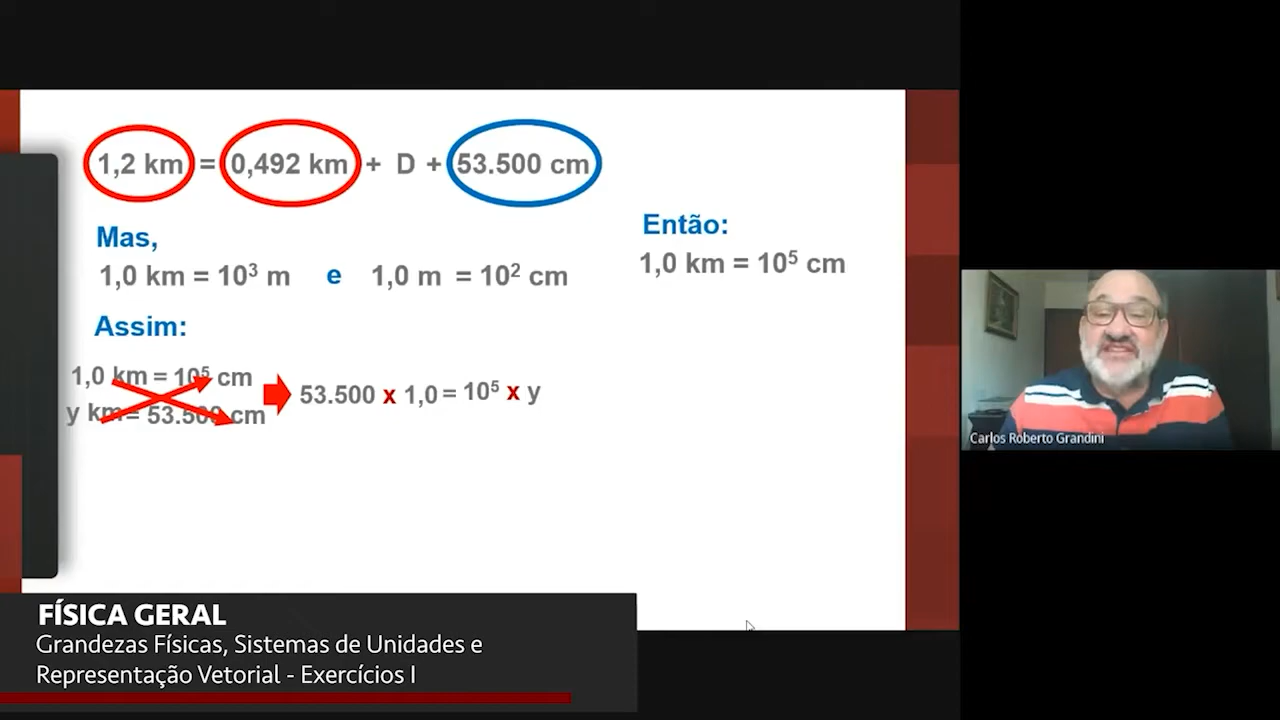 1,2 km = 0,492 km + D + 53.500 cm
Mas,
1,0 km = 10³ m e 1,0 m = 10² cm
Então:
1,0 km = 10⁵ cm
Assim:
1,0 km = 10⁵ cm
y km = 53.500 cm
53.500 x 1,0 = 10⁵ x y
Carlos Roberto Grandini
FÍSICA GERAL
Grandezas Físicas, Sistemas de Unidades e
Representação Vetorial - Exercícios I